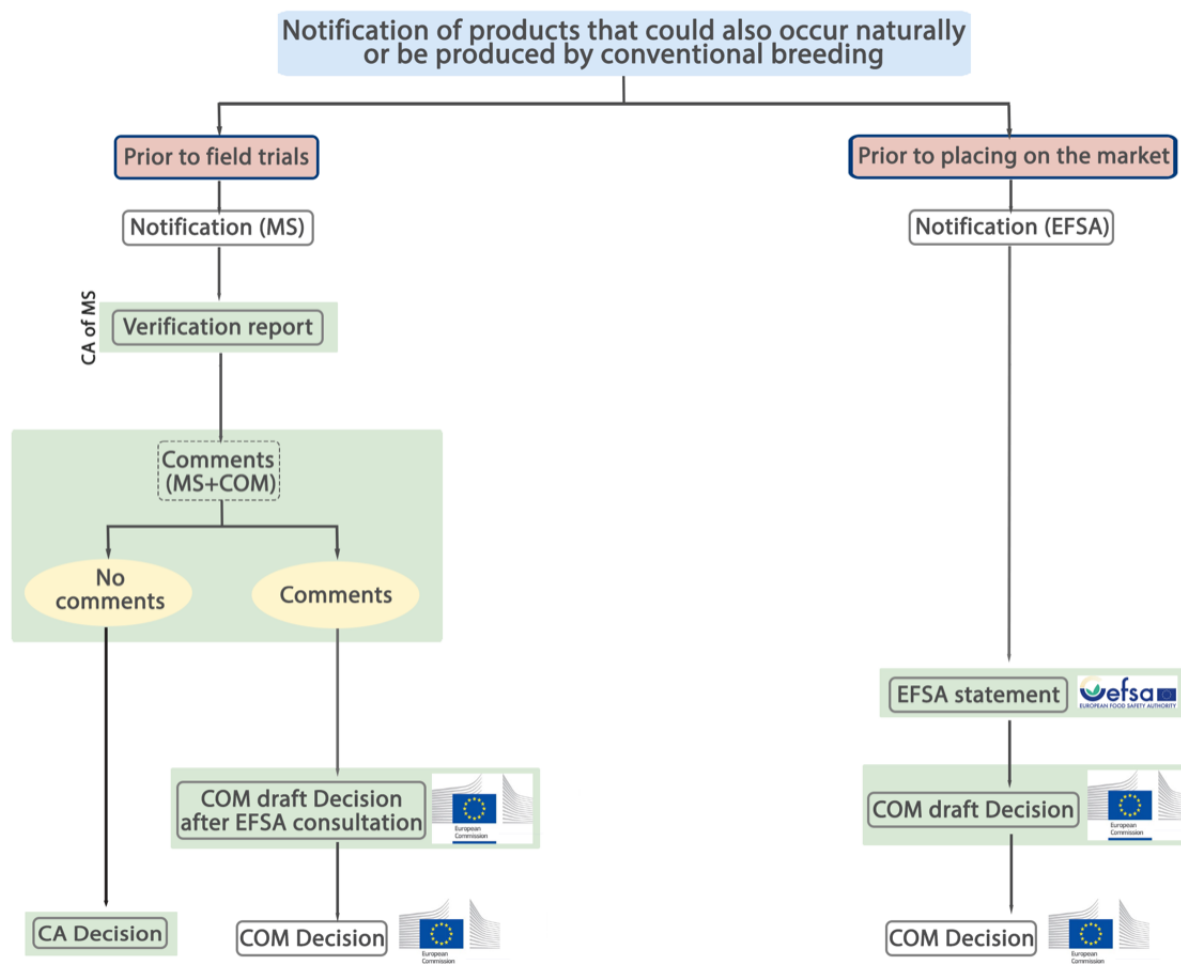 Notification of products that could also occur naturally
or be produced by conventional breeding
Prior to field trials
Prior to placing on the market
Notification (MS)
Notification (EFSA)
CA of MS
Verification report
Comments
(MS+COM)
No
comments
Comments
EFSA statement
efsa
EUROPEAN FOOD SAFETY AUTHORITY
COM draft Decision
after EFSA consultation
European
Commission
COM draft Decision
European
Commission
CA Decision
COM Decision
European
Commission
COM Decision
European
Commission